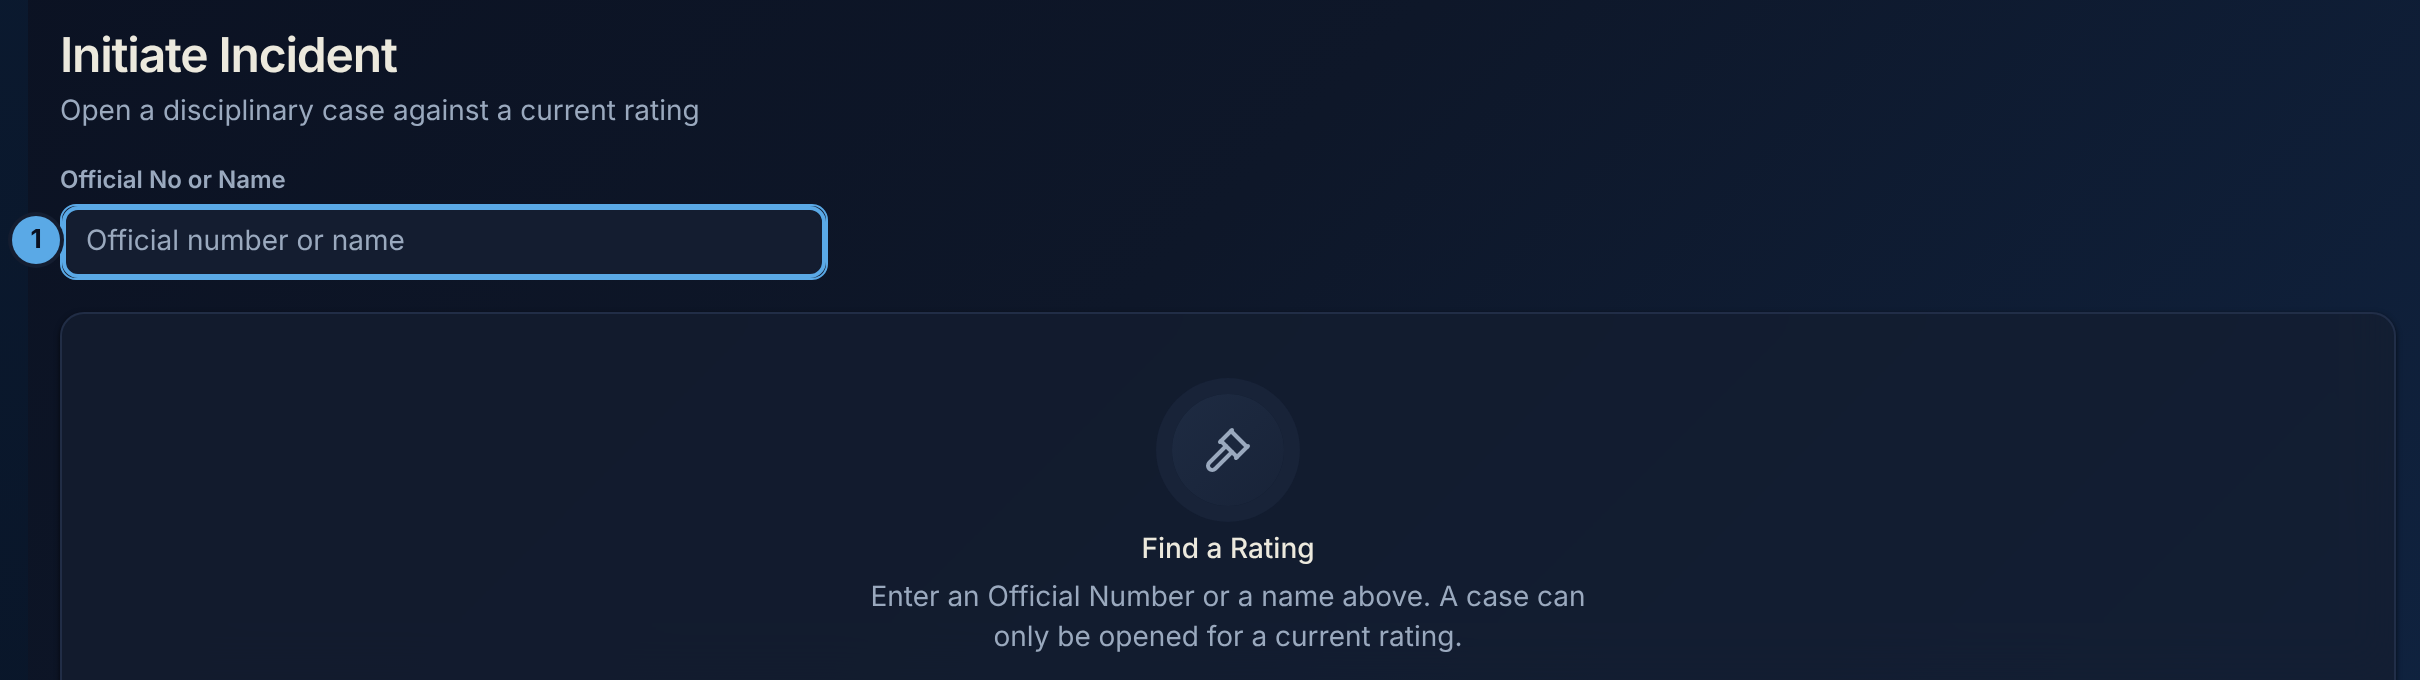 Initiate Incident
Open a disciplinary case against a current rating
Official No or Name
1
Official number or name
Find a Rating
Enter an Official Number or a name above. A case can
only be opened for a current rating.